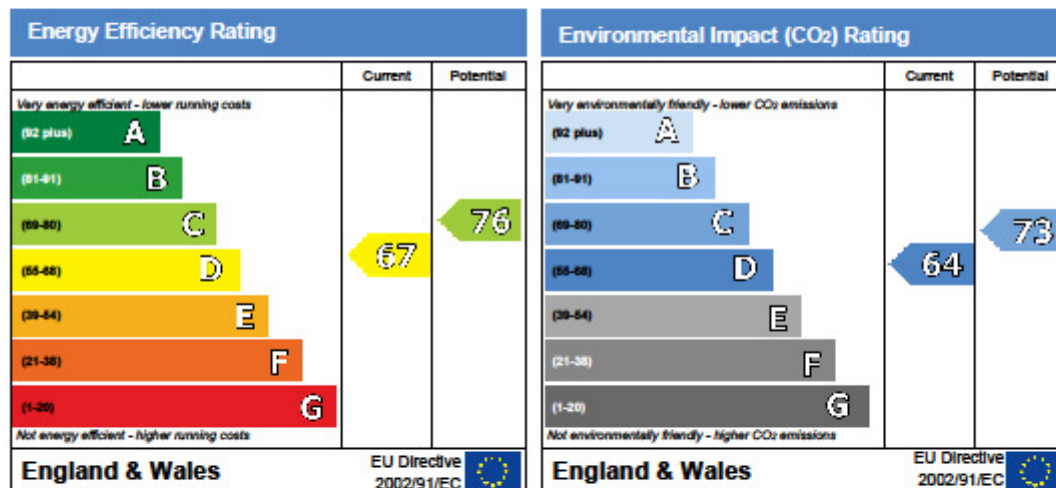 Energy Efficiency Rating
Current Potential
Very energy efficient - lower running costs
(92 plus) A
(81-91) B
(69-80) C
(55-68) D
(39-54) E
(21-38) F
(1-20) G
67
76
Not energy efficient - higher running costs
England & Wales
EU Directive
2002/91/EC
Environmental Impact (CO₂) Rating
Current Potential
Very environmentally friendly - lower CO₂ emissions
(92 plus) A
(81-91) B
(69-80) C
(55-68) D
(39-54) E
(21-38) F
(1-20) G
64
73
Not environmentally friendly - higher CO₂ emissions
England & Wales
EU Directive
2002/91/EC